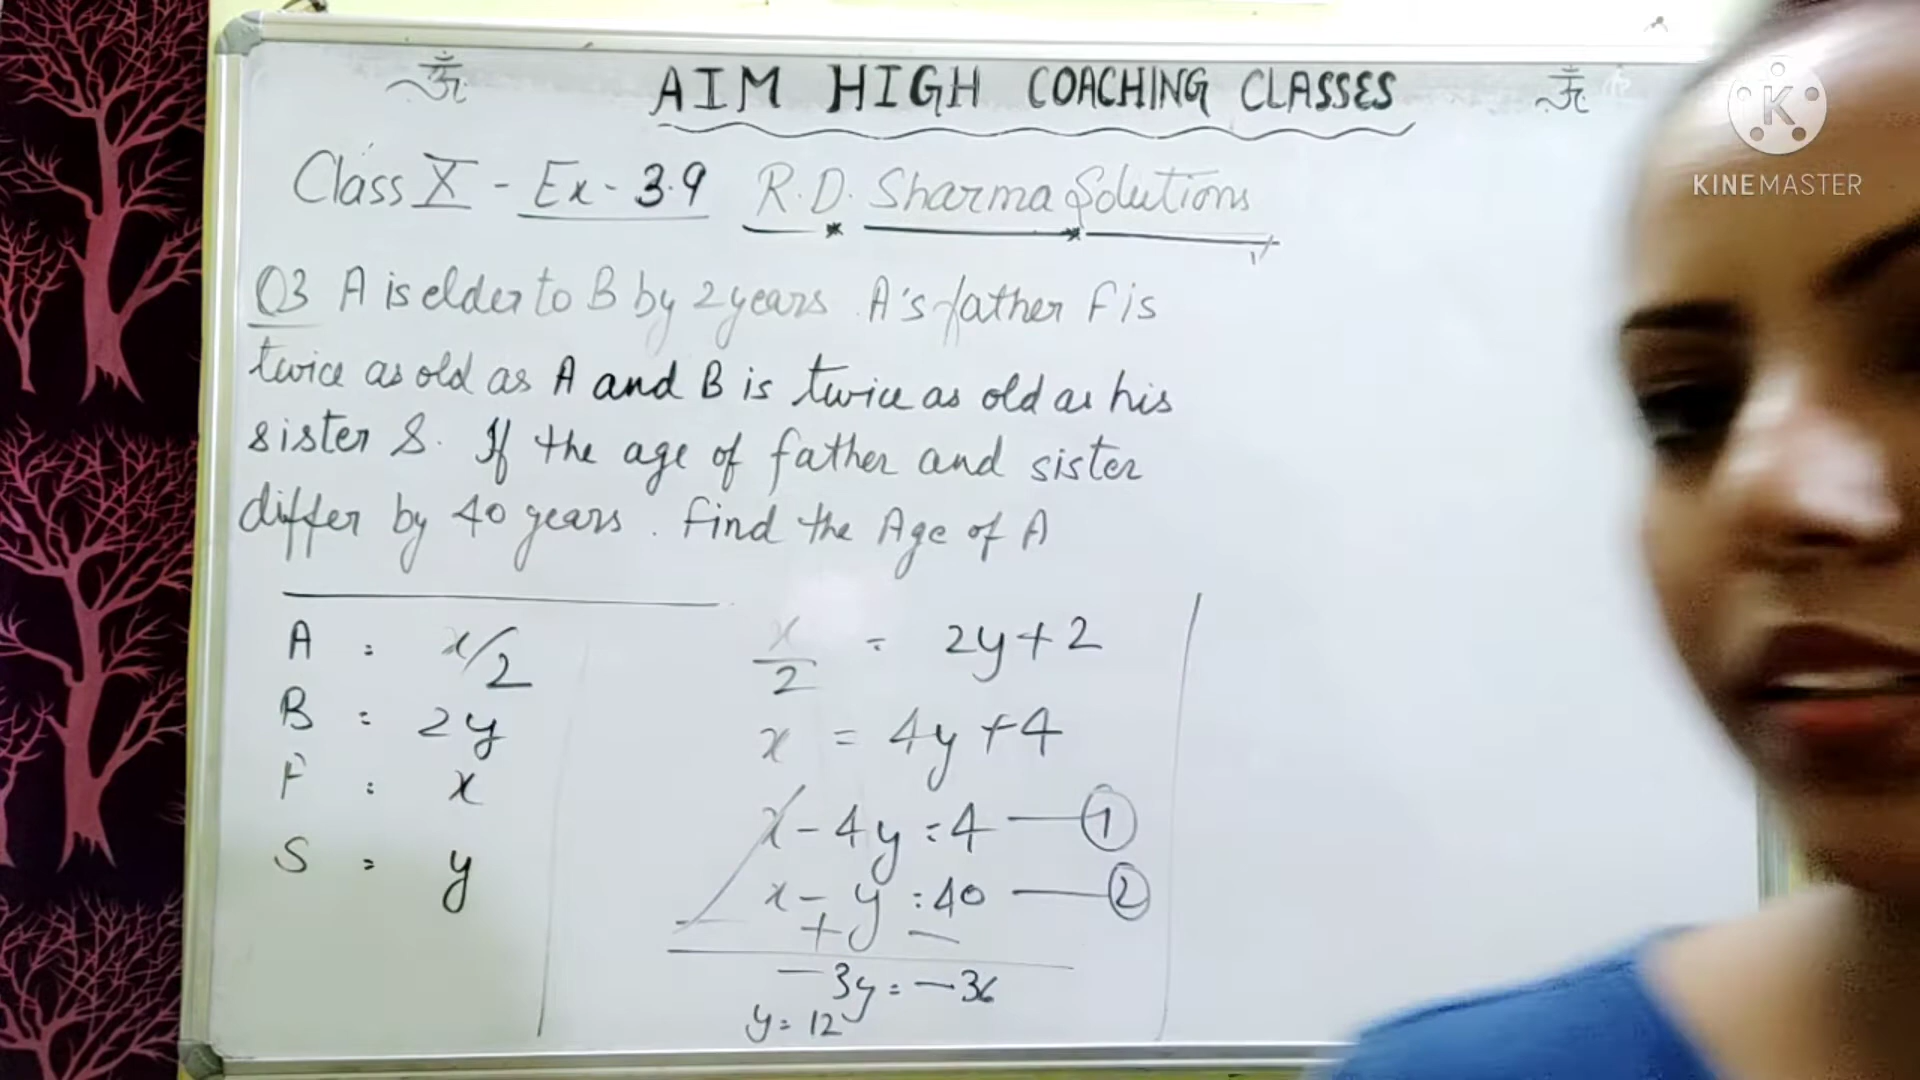 ॐ AIM HIGH COACHING CLASSES ॐ
KINEMASTER
Class X - Ex - 3.9 R.D. Sharma Solutions
Q3 A is elder to B by 2 years. A's father F is
twice as old as A and B is twice as old as his
sister S. If the age of father and sister
differ by 40 years. Find the Age of A
A : x/2
B : 2y
F : x
S = y
x/2 = 2y+2
x = 4y+4
x - 4y = 4 — ①
x - y = 40 — ②
+ −
-3y = -36
y = 12